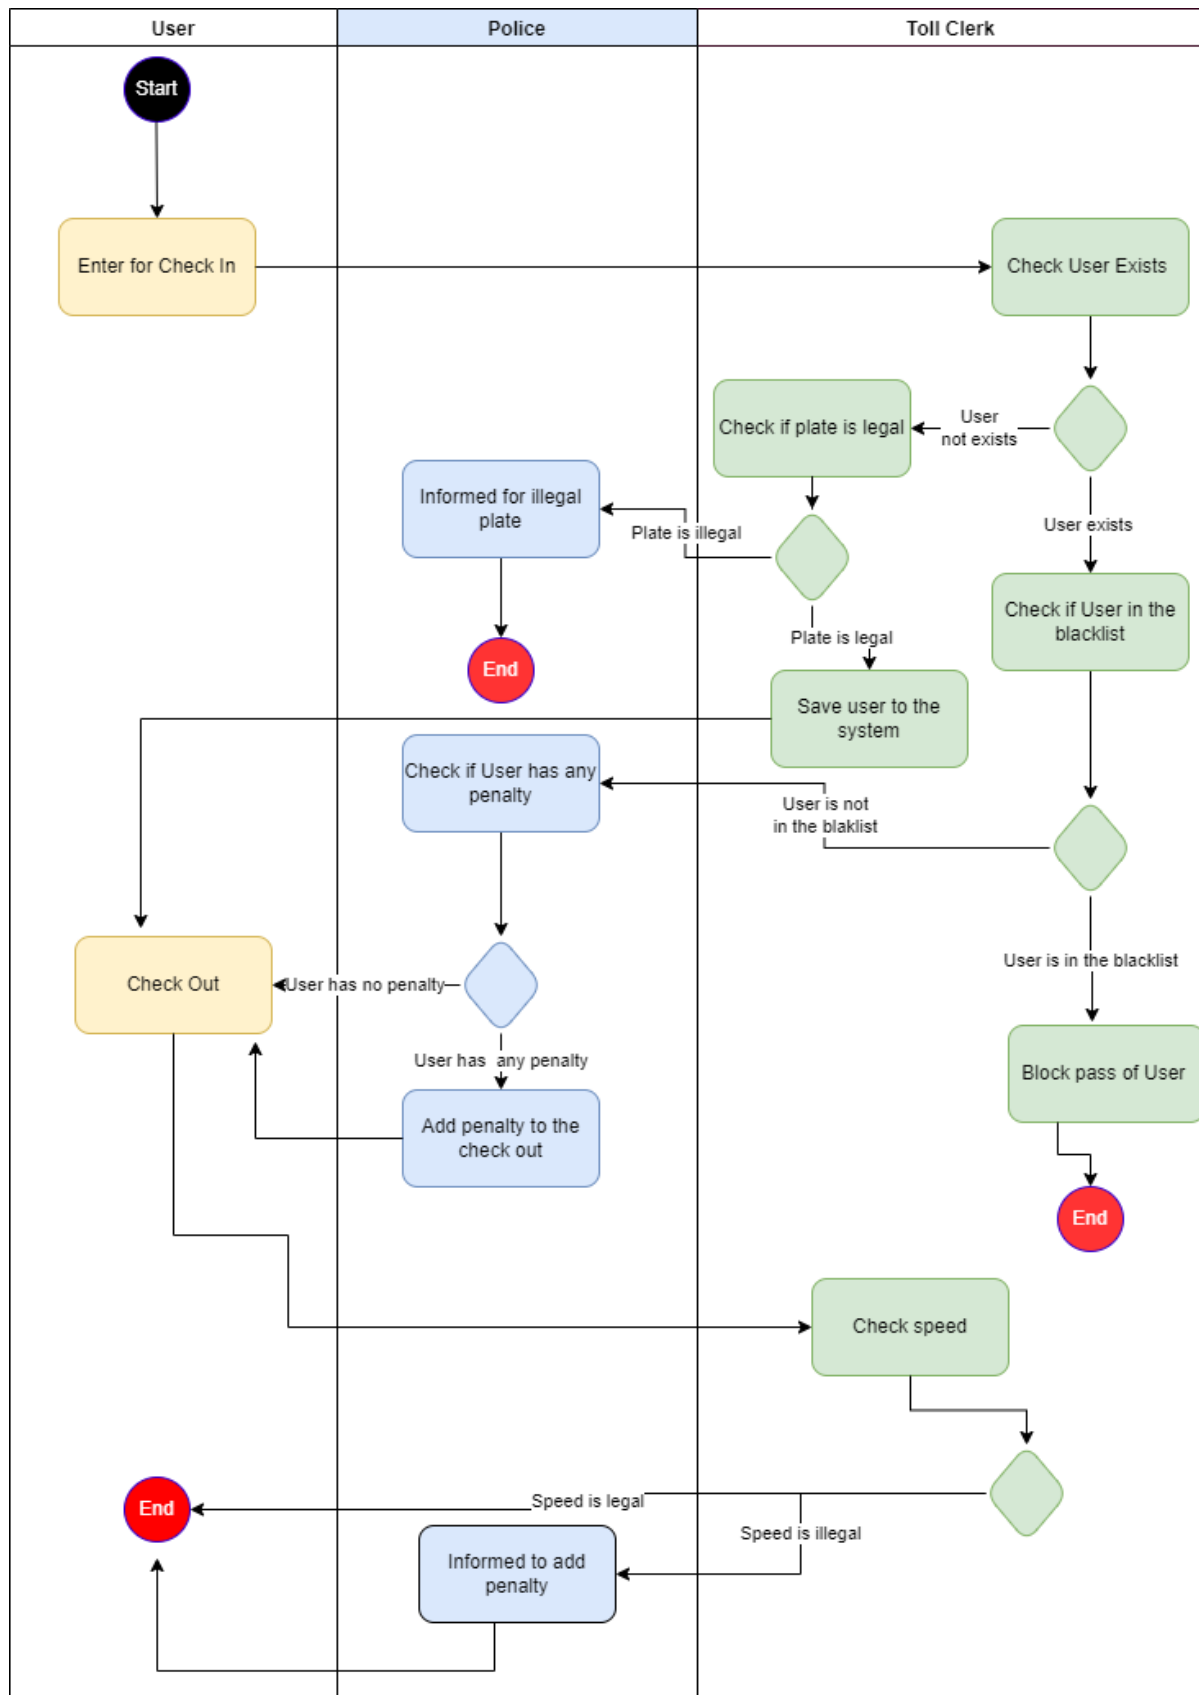 User
Police
Toll Clerk
Start
Enter for Check In
Check User Exists
Check if plate is legal
User
not exists
Informed for illegal
plate
Plate is illegal
User exists
Check if User in the
blacklist
Plate is legal
End
Save user to the
system
Check if User has any
penalty
User is not
in the blaklist
User is in the blacklist
Check Out
User has no penalty
User has  any penalty
Block pass of User
Add penalty to the
check out
End
Check speed
End
Speed is legal
Speed is illegal
Informed to add
penalty